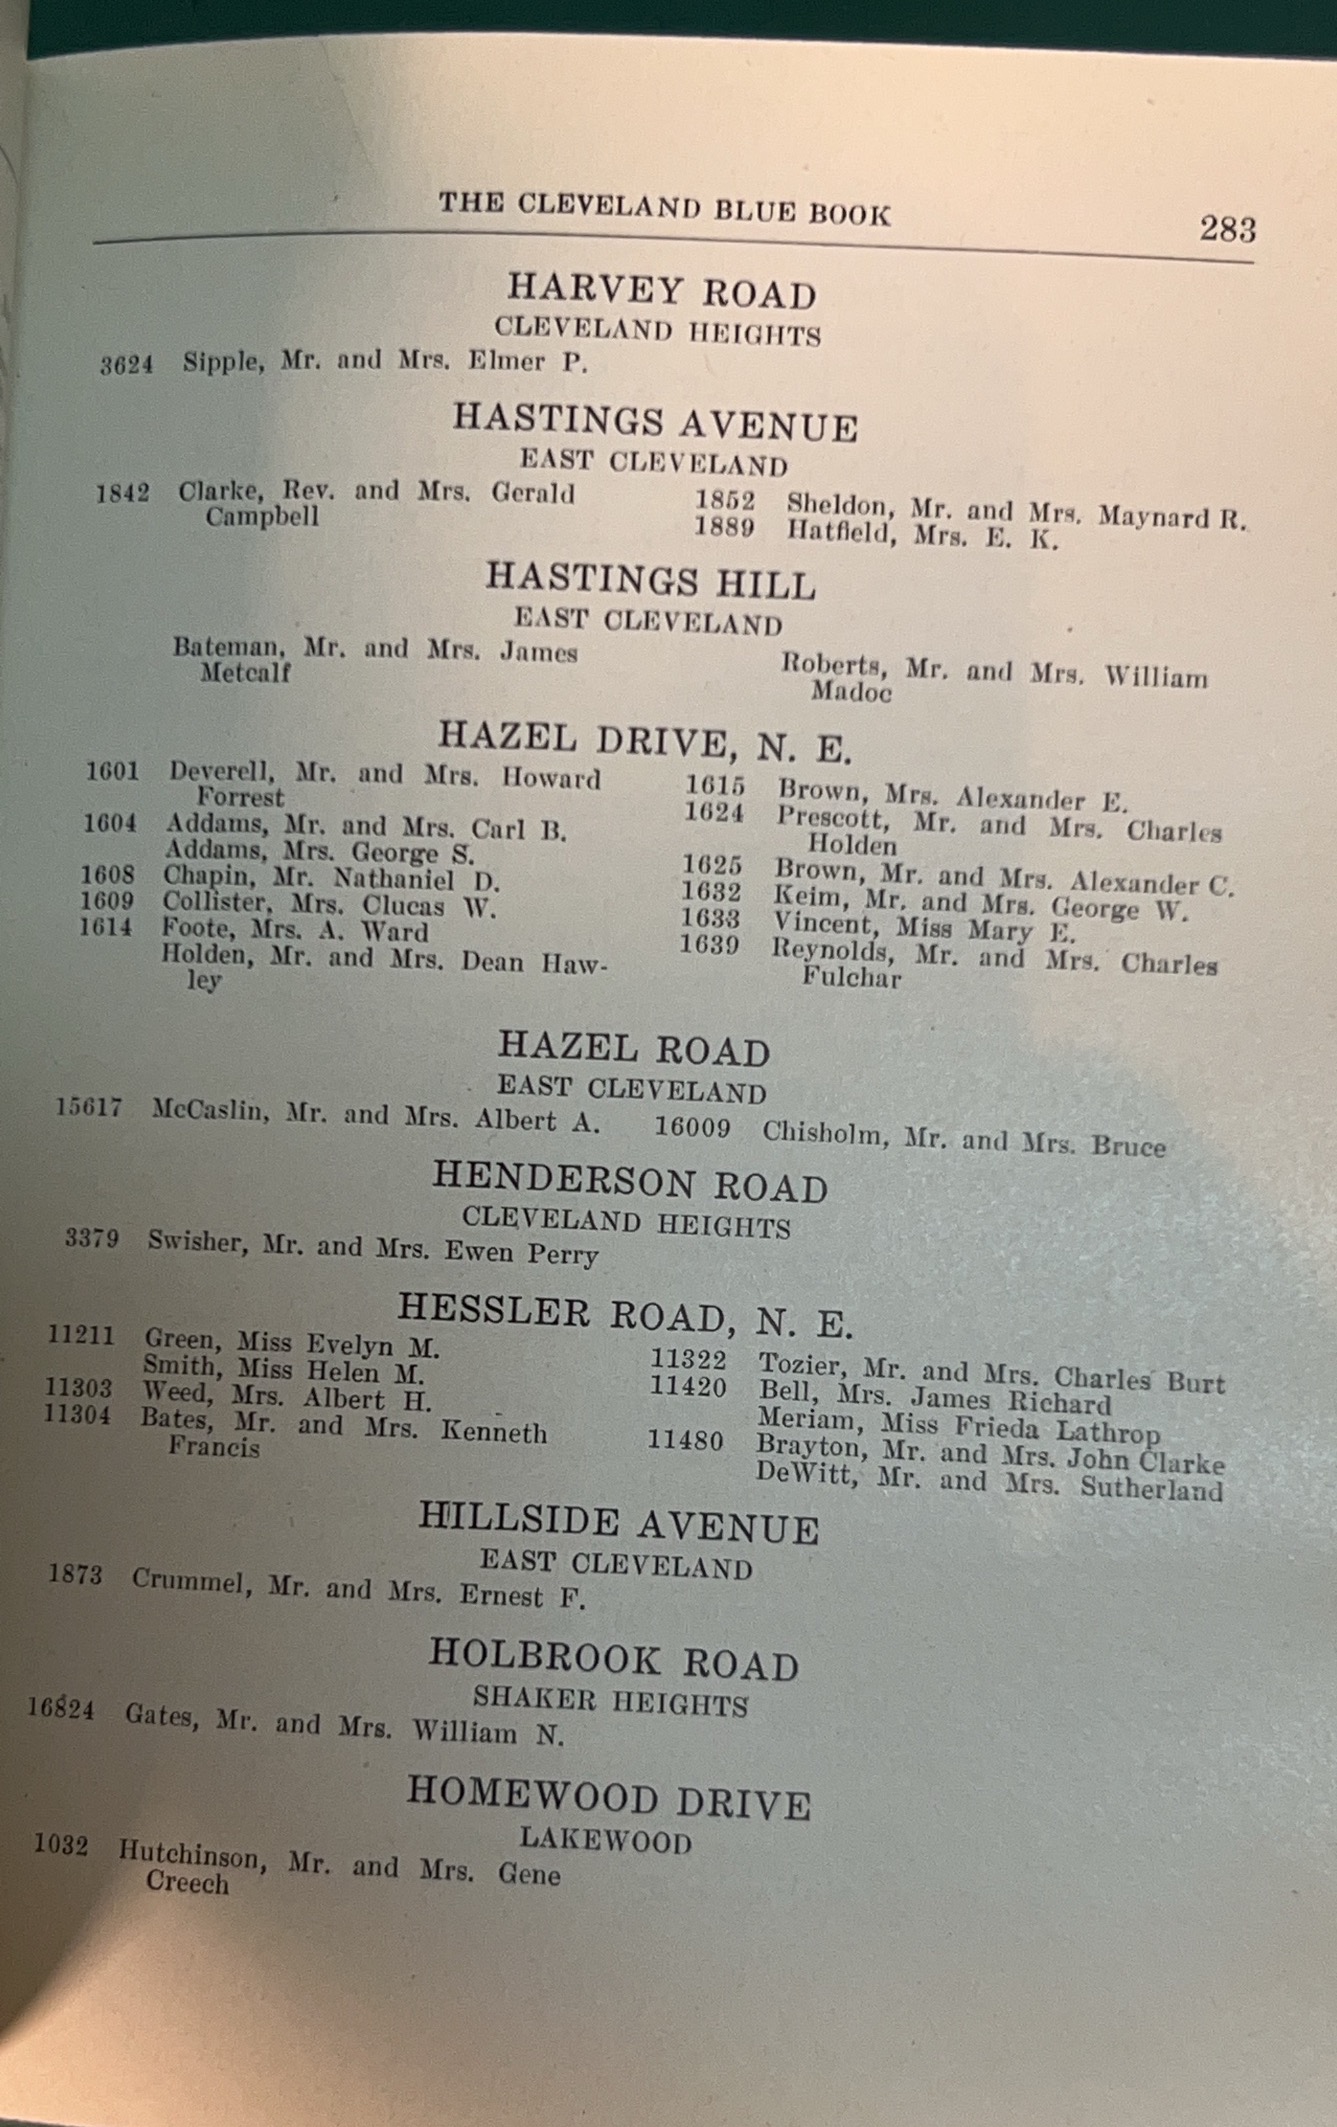 THE CLEVELAND BLUE BOOK 283
HARVEY ROAD
CLEVELAND HEIGHTS
3624 Sipple, Mr. and Mrs. Elmer P.
HASTINGS AVENUE
EAST CLEVELAND
1842 Clarke, Rev. and Mrs. Gerald
Campbell
1852 Sheldon, Mr. and Mrs. Maynard R.
1889 Hatfield, Mrs. E. K.
HASTINGS HILL
EAST CLEVELAND
Bateman, Mr. and Mrs. James
Metcalf
Roberts, Mr. and Mrs. William
Madoc
HAZEL DRIVE, N. E.
1601 Deverell, Mr. and Mrs. Howard
Forrest
1604 Addams, Mr. and Mrs. Carl B.
Addams, Mrs. George S.
1608 Chapin, Mr. Nathaniel D.
1609 Collister, Mrs. Clucas W.
1614 Foote, Mrs. A. Ward
Holden, Mr. and Mrs. Dean Haw-
ley
1615 Brown, Mrs. Alexander E.
1624 Prescott, Mr. and Mrs. Charles
Holden
1625 Brown, Mr. and Mrs. Alexander C.
1632 Keim, Mr. and Mrs. George W.
1633 Vincent, Miss Mary E.
1639 Reynolds, Mr. and Mrs. Charles
Fulchar
HAZEL ROAD
EAST CLEVELAND
15617 McCaslin, Mr. and Mrs. Albert A.
16009 Chisholm, Mr. and Mrs. Bruce
HENDERSON ROAD
CLEVELAND HEIGHTS
3379 Swisher, Mr. and Mrs. Ewen Perry
HESSLER ROAD, N. E.
11211 Green, Miss Evelyn M.
Smith, Miss Helen M.
11303 Weed, Mrs. Albert H.
11304 Bates, Mr. and Mrs. Kenneth
Francis
11322 Tozier, Mr. and Mrs. Charles Burt
11420 Bell, Mrs. James Richard
Meriam, Miss Frieda Lathrop
11480 Brayton, Mr. and Mrs. John Clarke
DeWitt, Mr. and Mrs. Sutherland
HILLSIDE AVENUE
EAST CLEVELAND
1873 Crummel, Mr. and Mrs. Ernest F.
HOLBROOK ROAD
SHAKER HEIGHTS
16824 Gates, Mr. and Mrs. William N.
HOMEWOOD DRIVE
LAKEWOOD
1032 Hutchinson, Mr. and Mrs. Gene
Creech